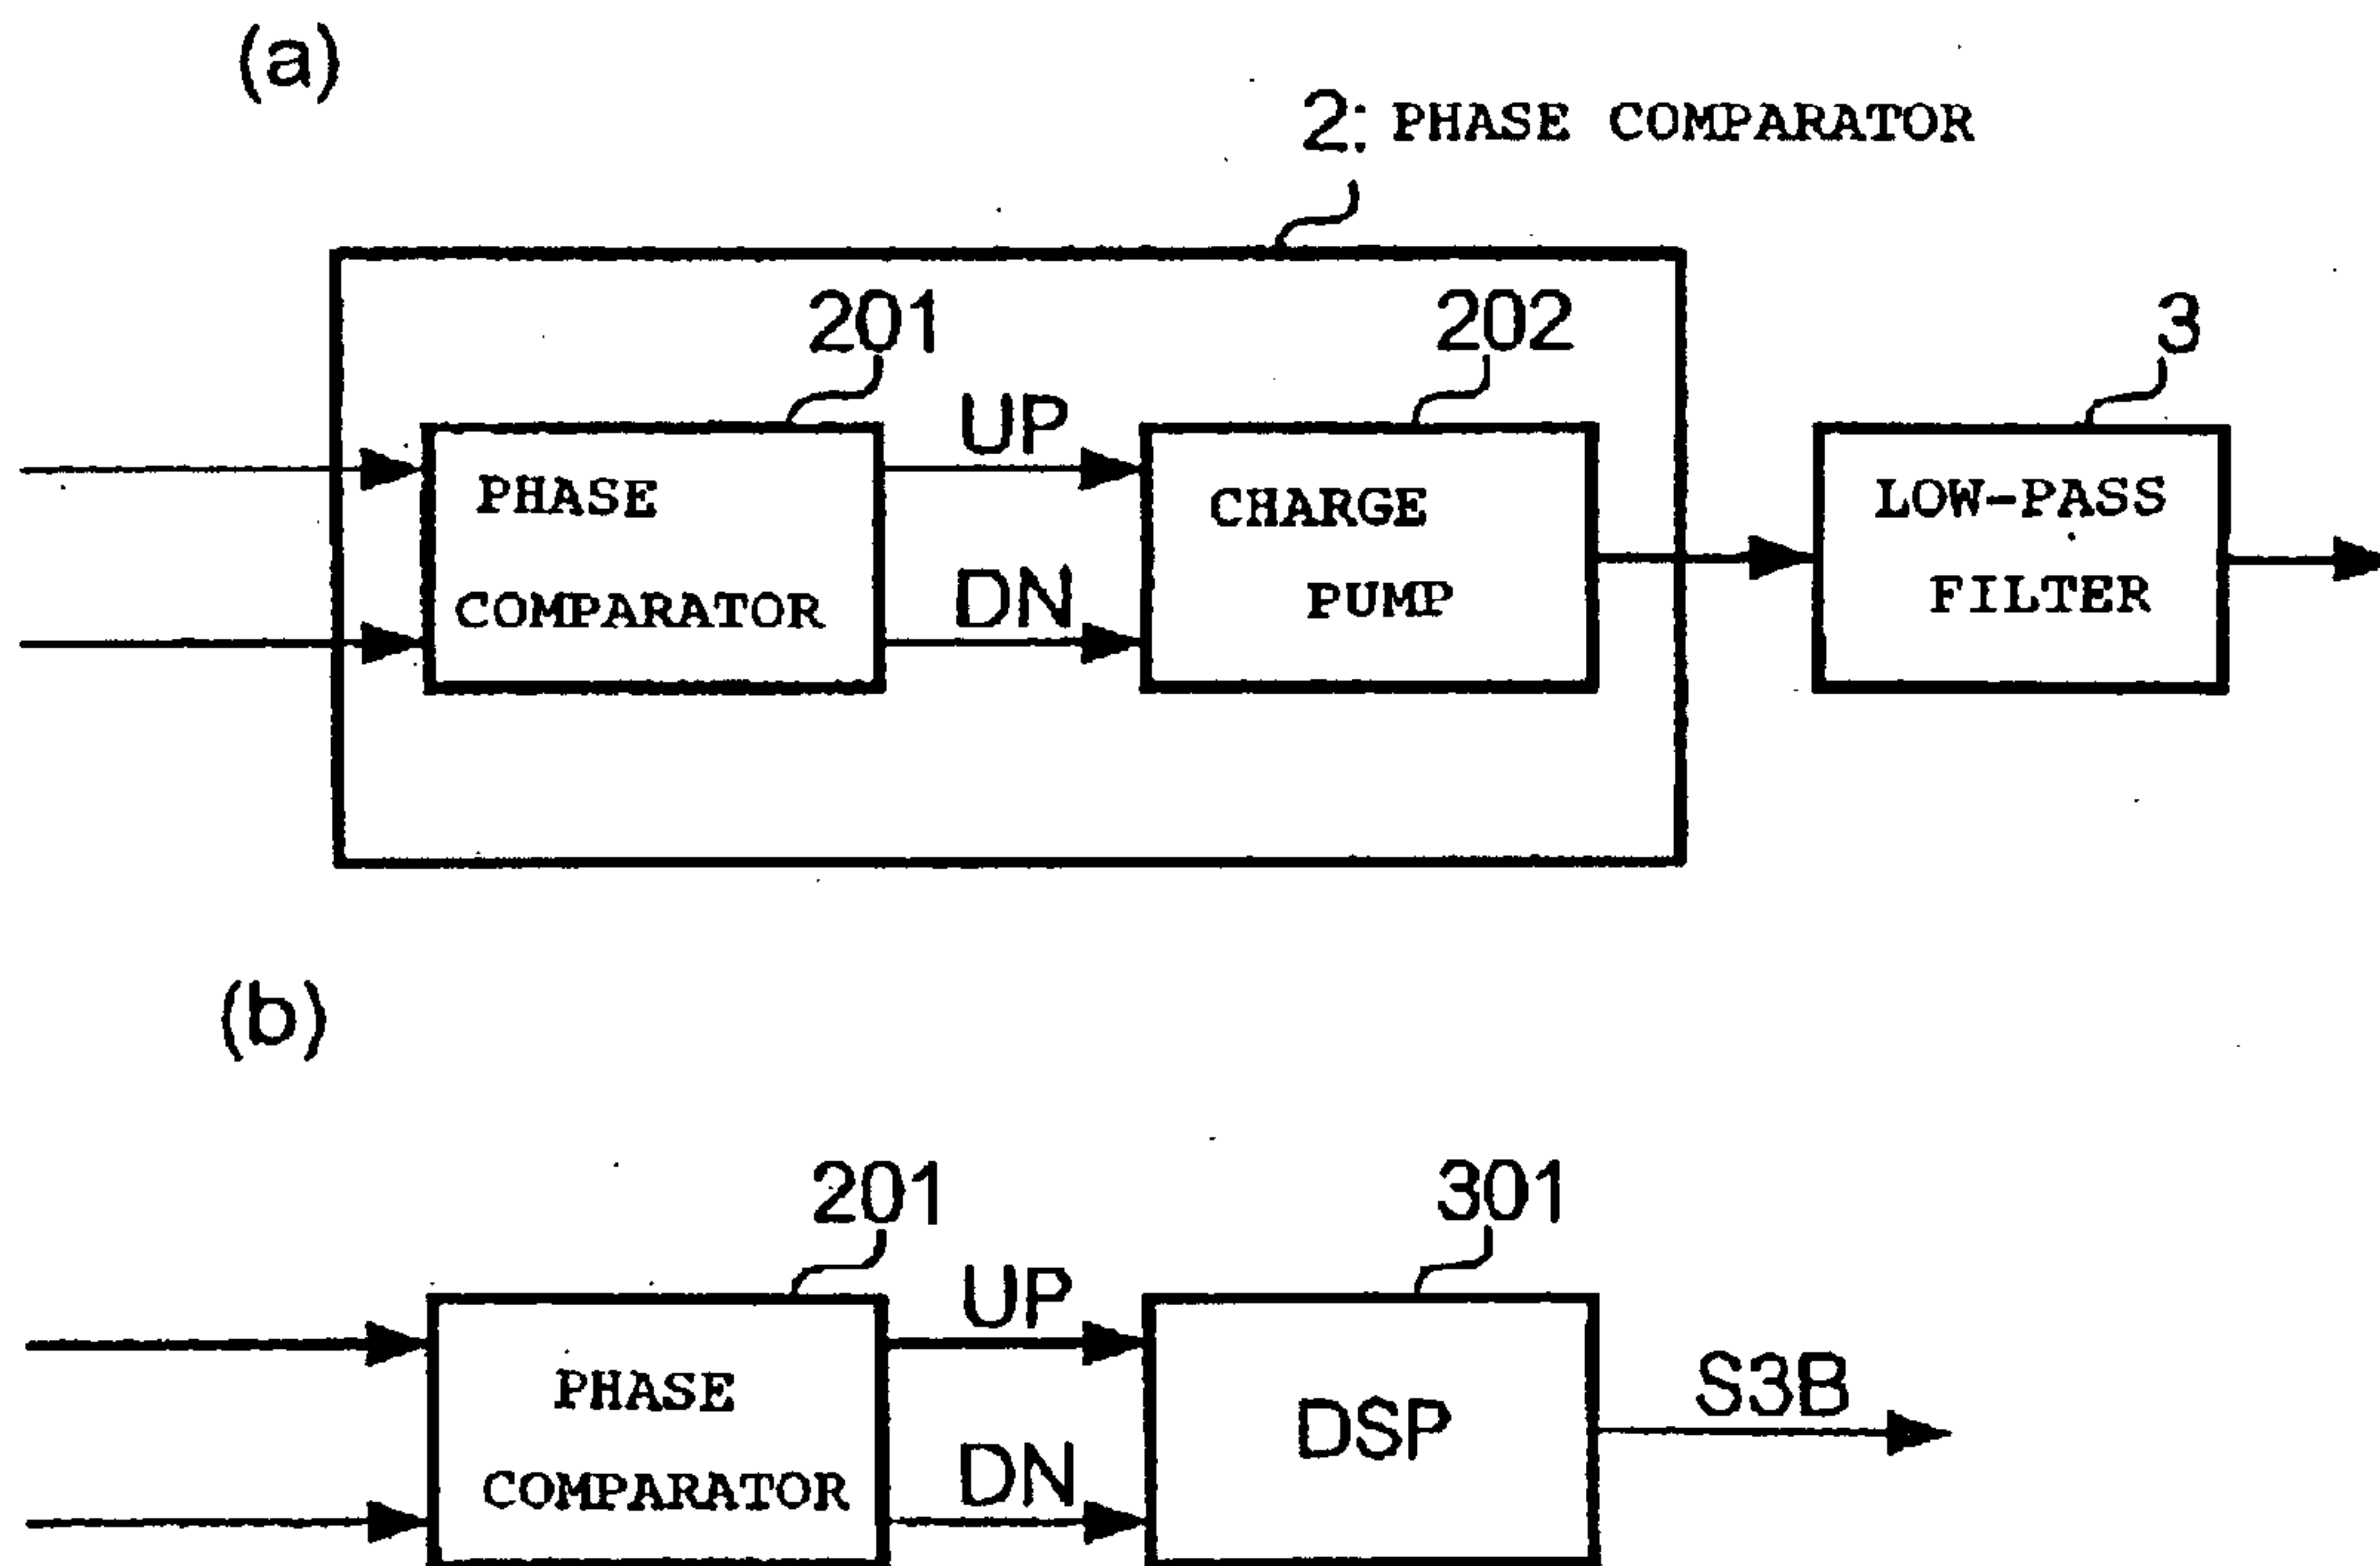 (a)
2: PHASE COMPARATOR
201
202
3
UP
PHASE
COMPARATOR
CHARGE
PUMP
LOW-PASS
FILTER
DN
(b)
201
301
UP
PHASE
COMPARATOR
DSP
S3B
DN